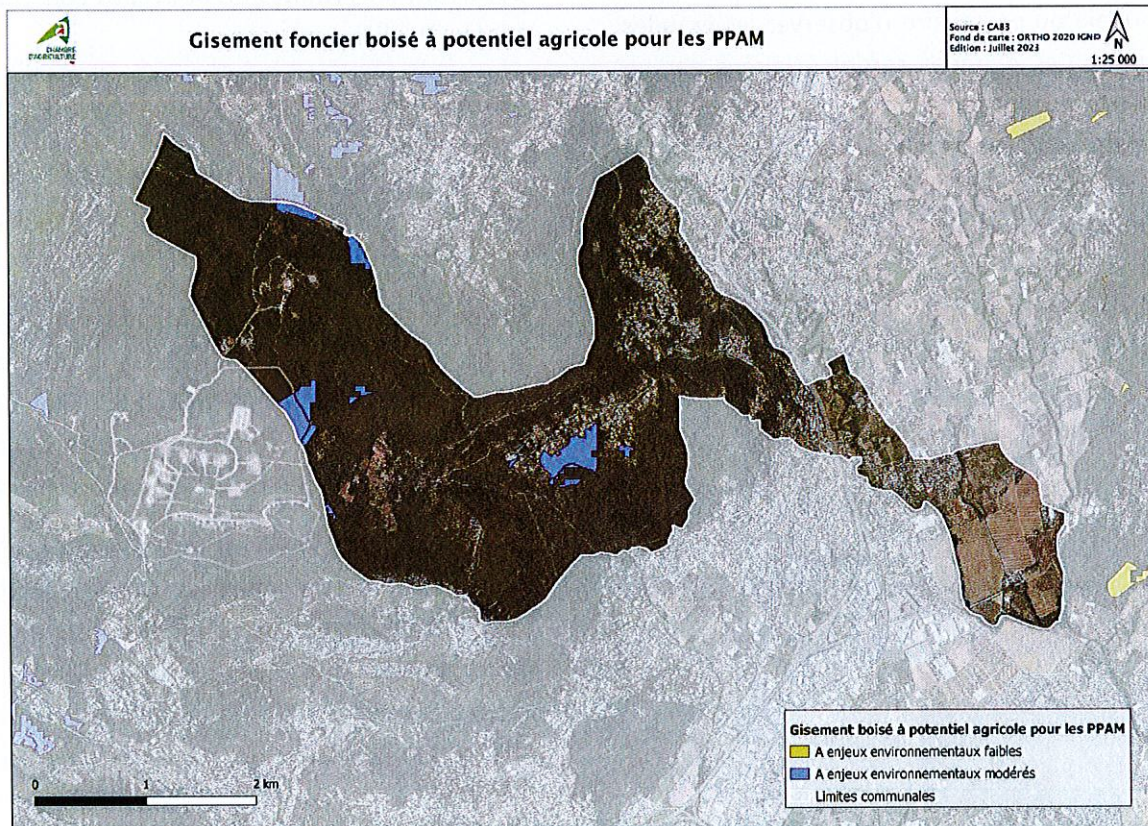 CHAMBRE
D'AGRICULTURE
Gisement foncier boisé à potentiel agricole pour les PPAM
Source : CA83
Fond de carte : ORTHO 2020 IGN©
Edition : Juillet 2023
N
1:25 000
Gisement boisé à potentiel agricole pour les PPAM
A enjeux environnementaux faibles
A enjeux environnementaux modérés
Limites communales
0 1 2 km